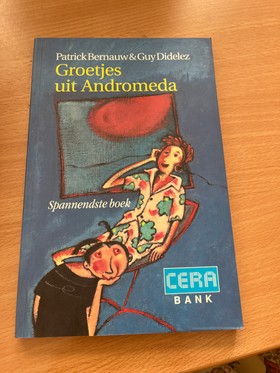 Patrick Bernauw & Guy Didelez
Groetjes
uit Andromeda
Spannendste boek
CERA
BANK